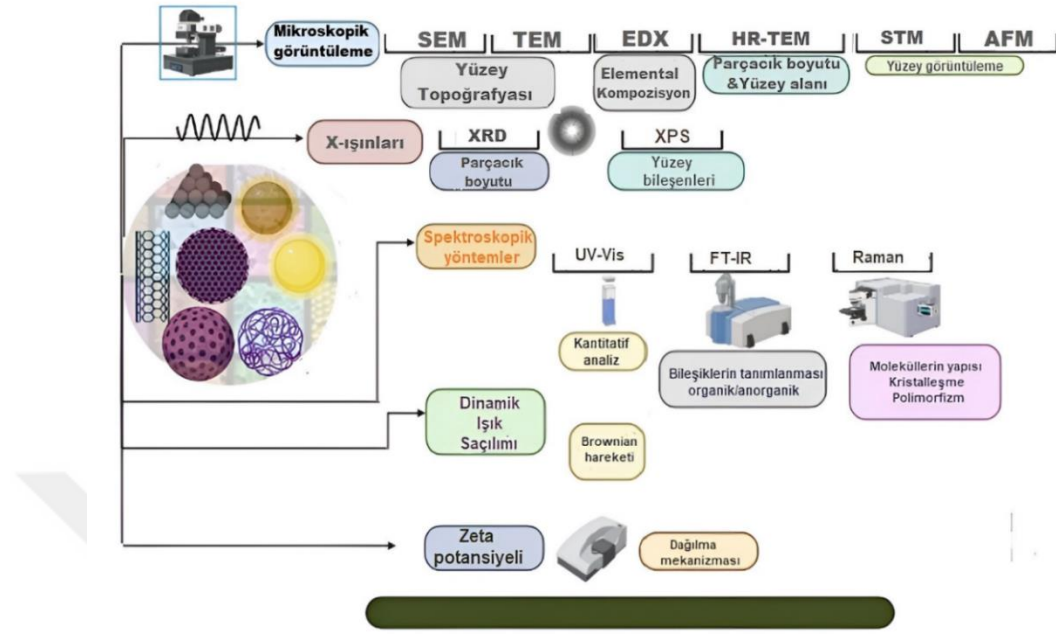 Mikroskopik
görüntüleme
SEM
TEM
EDX
HR-TEM
STM
AFM
Yüzey
Topoğrafyası
Elemental
Kompozisyon
Parçacık boyutu
&Yüzey alanı
Yüzey görüntüleme
X-ışınları
XRD
XPS
Parçacık
boyutu
Yüzey
bileşenleri
Spektroskopik
yöntemler
UV-Vis
FT-IR
Raman
Kantitatif
analiz
Bileşiklerin tanımlanması
organik/anorganik
Moleküllerin yapısı
Kristalleşme
Polimorfizm
Dinamik
Işık
Saçılımı
Brownian
hareketi
Zeta
potansiyeli
Dağılma
mekanizması